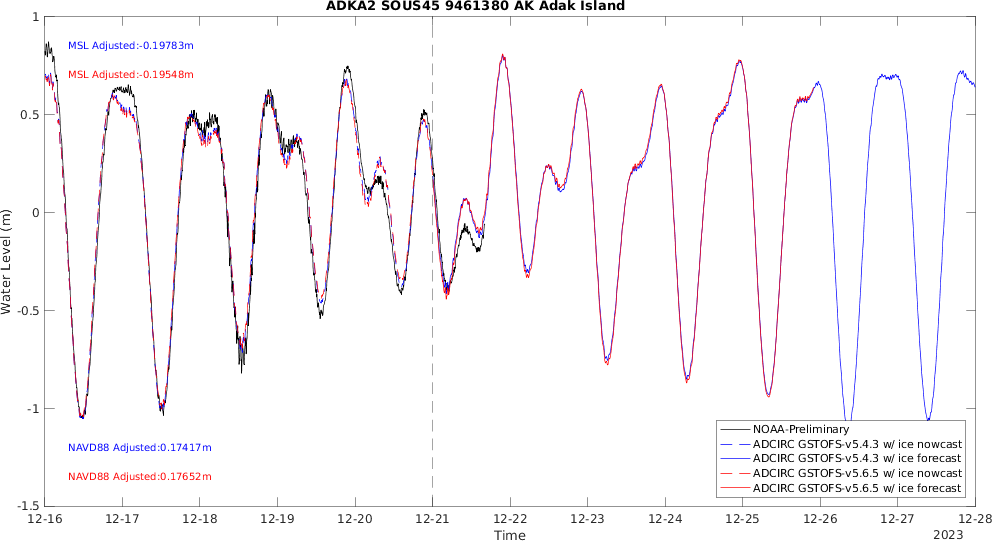 ADKA2 SOUS45 9461380 AK Adak Island
1
0.5
0
-0.5
-1
-1.5
Water Level (m)
MSL Adjusted:-0.19783m
MSL Adjusted:-0.19548m
NAVD88 Adjusted:0.17417m
NAVD88 Adjusted:0.17652m
NOAA-Preliminary
ADCIRC GSTOFS-v5.4.3 w/ ice nowcast
ADCIRC GSTOFS-v5.4.3 w/ ice forecast
ADCIRC GSTOFS-v5.6.5 w/ ice nowcast
ADCIRC GSTOFS-v5.6.5 w/ ice forecast
12-16 12-17 12-18 12-19 12-20 12-21 12-22 12-23 12-24 12-25 12-26 12-27 12-28
Time
2023